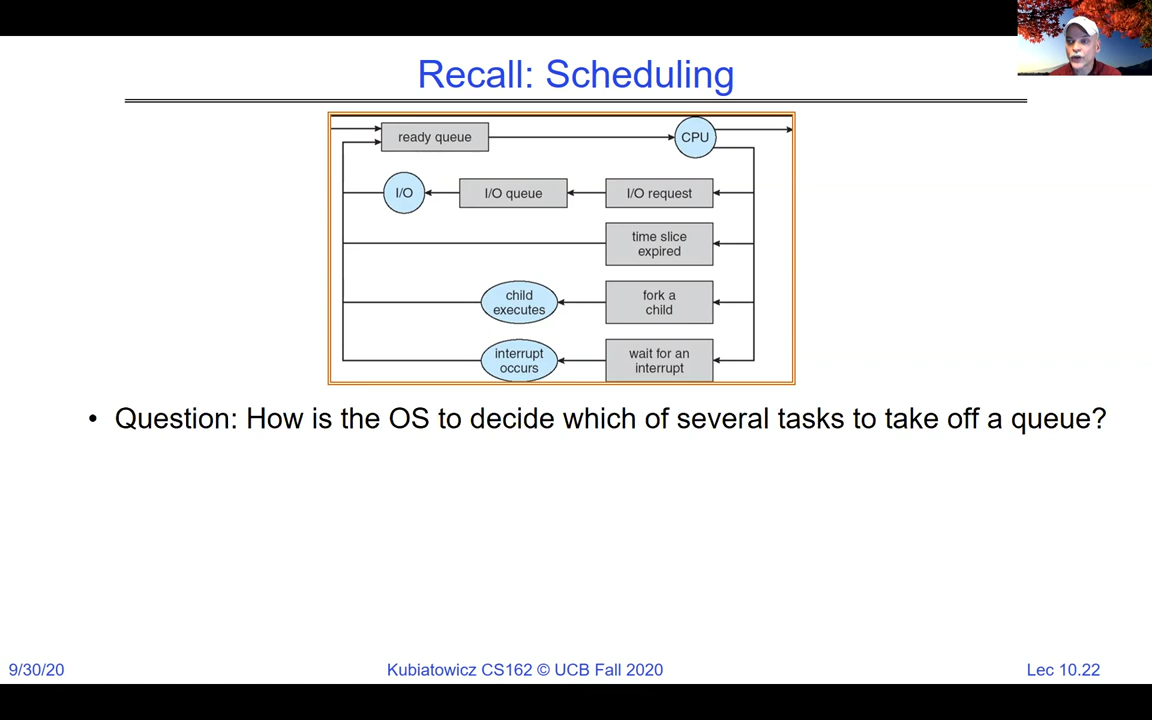 Recall: Scheduling
ready queue
CPU
I/O
I/O queue
I/O request
time slice
expired
child
executes
fork a
child
interrupt
occurs
wait for an
interrupt
• Question: How is the OS to decide which of several tasks to take off a queue?
9/30/20
Kubiatowicz CS162 © UCB Fall 2020
Lec 10.22